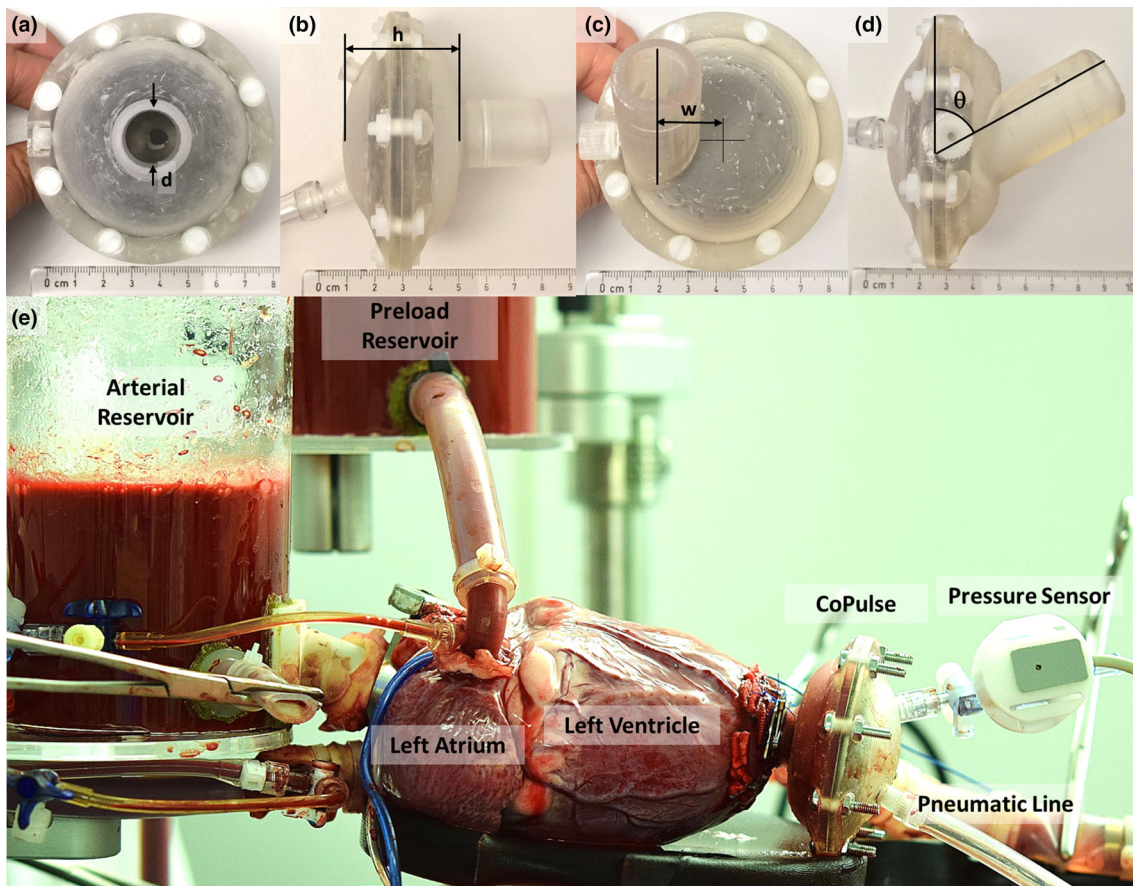 (a)
d
0 cm 1 2 3 4 5 6 7 8
(b)
h
0 cm 1 2 3 4 5 6 7 8 9
(c)
w
0 cm 1 2 3 4 5 6 7 8
(d)
θ
0 cm 1 2 3 4 5 6 7 8 9 10
(e)
Preload
Reservoir
Arterial
Reservoir
CoPulse
Pressure Sensor
Left Ventricle
Left Atrium
Pneumatic Line